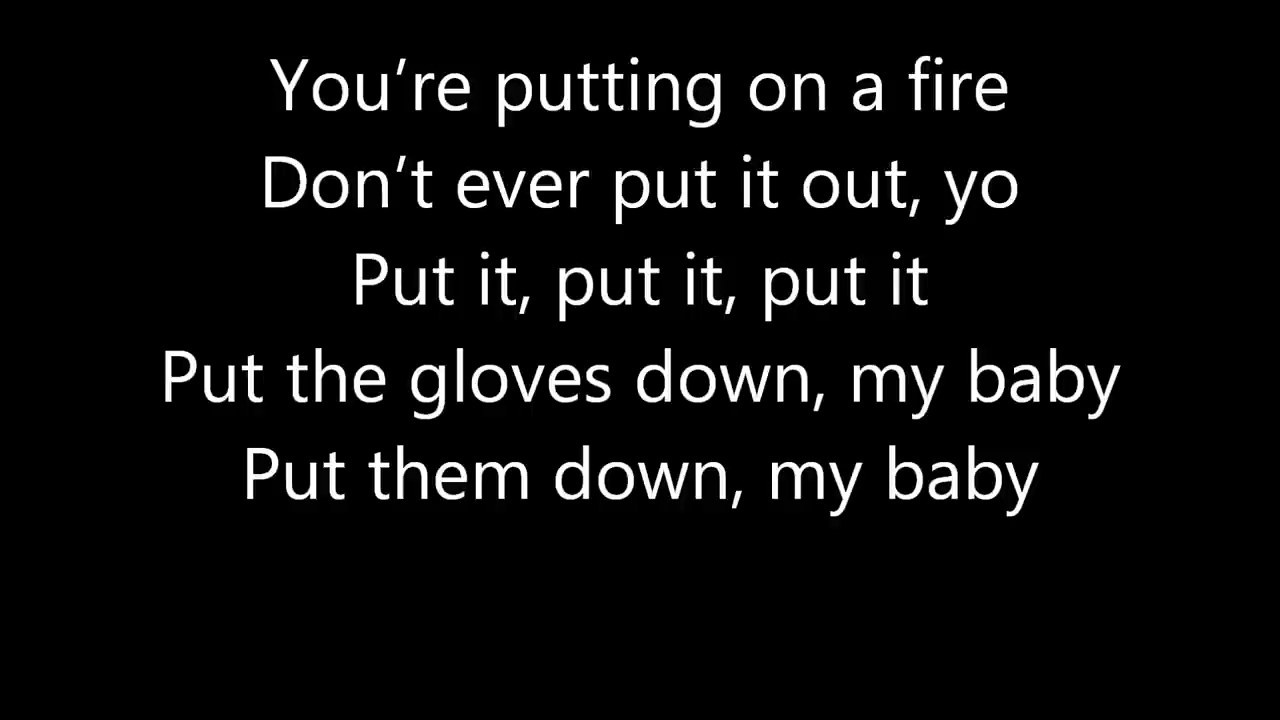 You’re putting on a fire
Don’t ever put it out, yo
Put it, put it, put it
Put the gloves down, my baby
Put them down, my baby